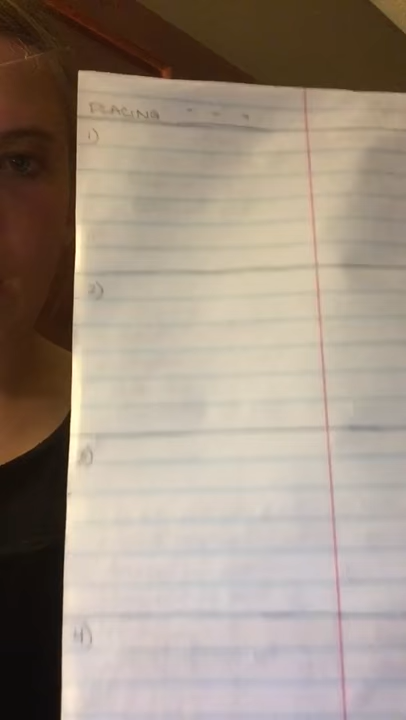 PLACING - - -
1)
2)
3)
4)